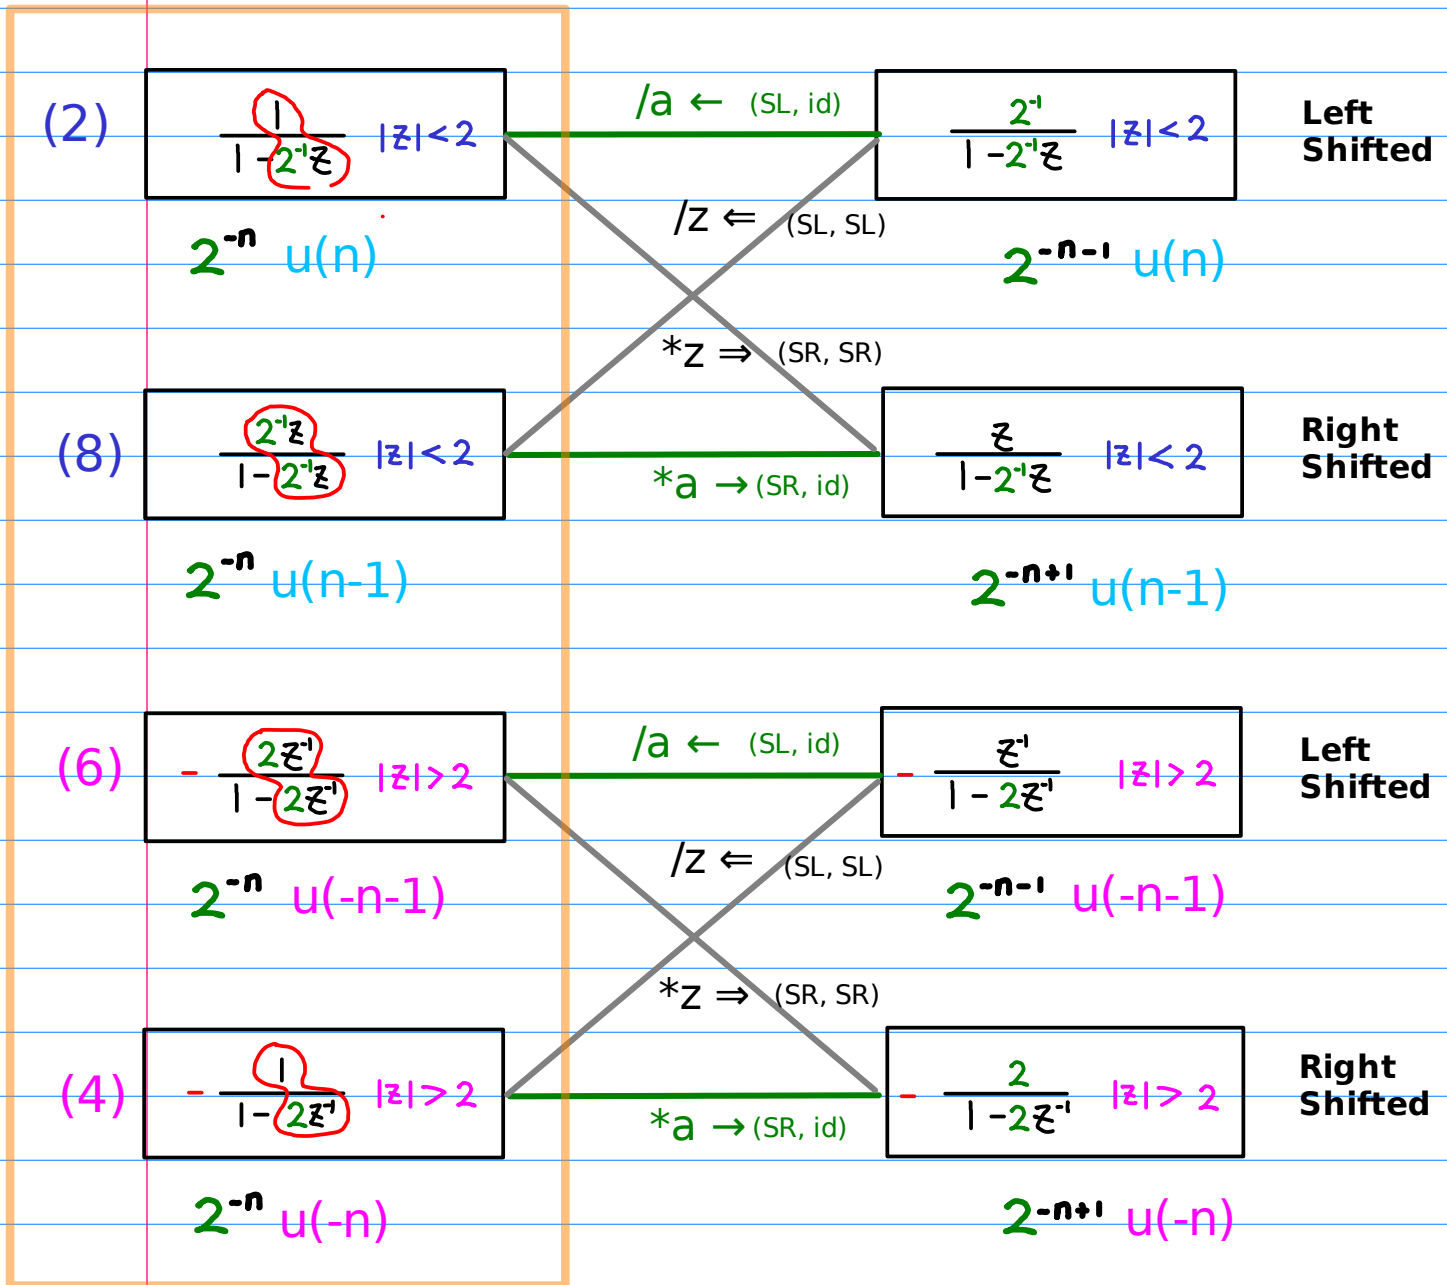 (2) 1 / 1 - 2⁻¹z |z| < 2 /a ← (SL, id) 2⁻¹ / 1 - 2⁻¹z |z| < 2 Left Shifted
2⁻ⁿ u(n) /z ⇐ (SL, SL) 2⁻ⁿ⁻¹ u(n)
*z ⇒ (SR, SR)
(8) 2⁻¹z / 1 - 2⁻¹z |z| < 2 *a → (SR, id) z / 1 - 2⁻¹z |z| < 2 Right Shifted
2⁻ⁿ u(n-1) 2⁻ⁿ⁺¹ u(n-1)
(6) - 2z⁻¹ / 1 - 2z⁻¹ |z| > 2 /a ← (SL, id) - z⁻¹ / 1 - 2z⁻¹ |z| > 2 Left Shifted
2⁻ⁿ u(-n-1) /z ⇐ (SL, SL) 2⁻ⁿ⁻¹ u(-n-1)
*z ⇒ (SR, SR)
(4) - 1 / 1 - 2z⁻¹ |z| > 2 *a → (SR, id) - 2 / 1 - 2z⁻¹ |z| > 2 Right Shifted
2⁻ⁿ u(-n) 2⁻ⁿ⁺¹ u(-n)